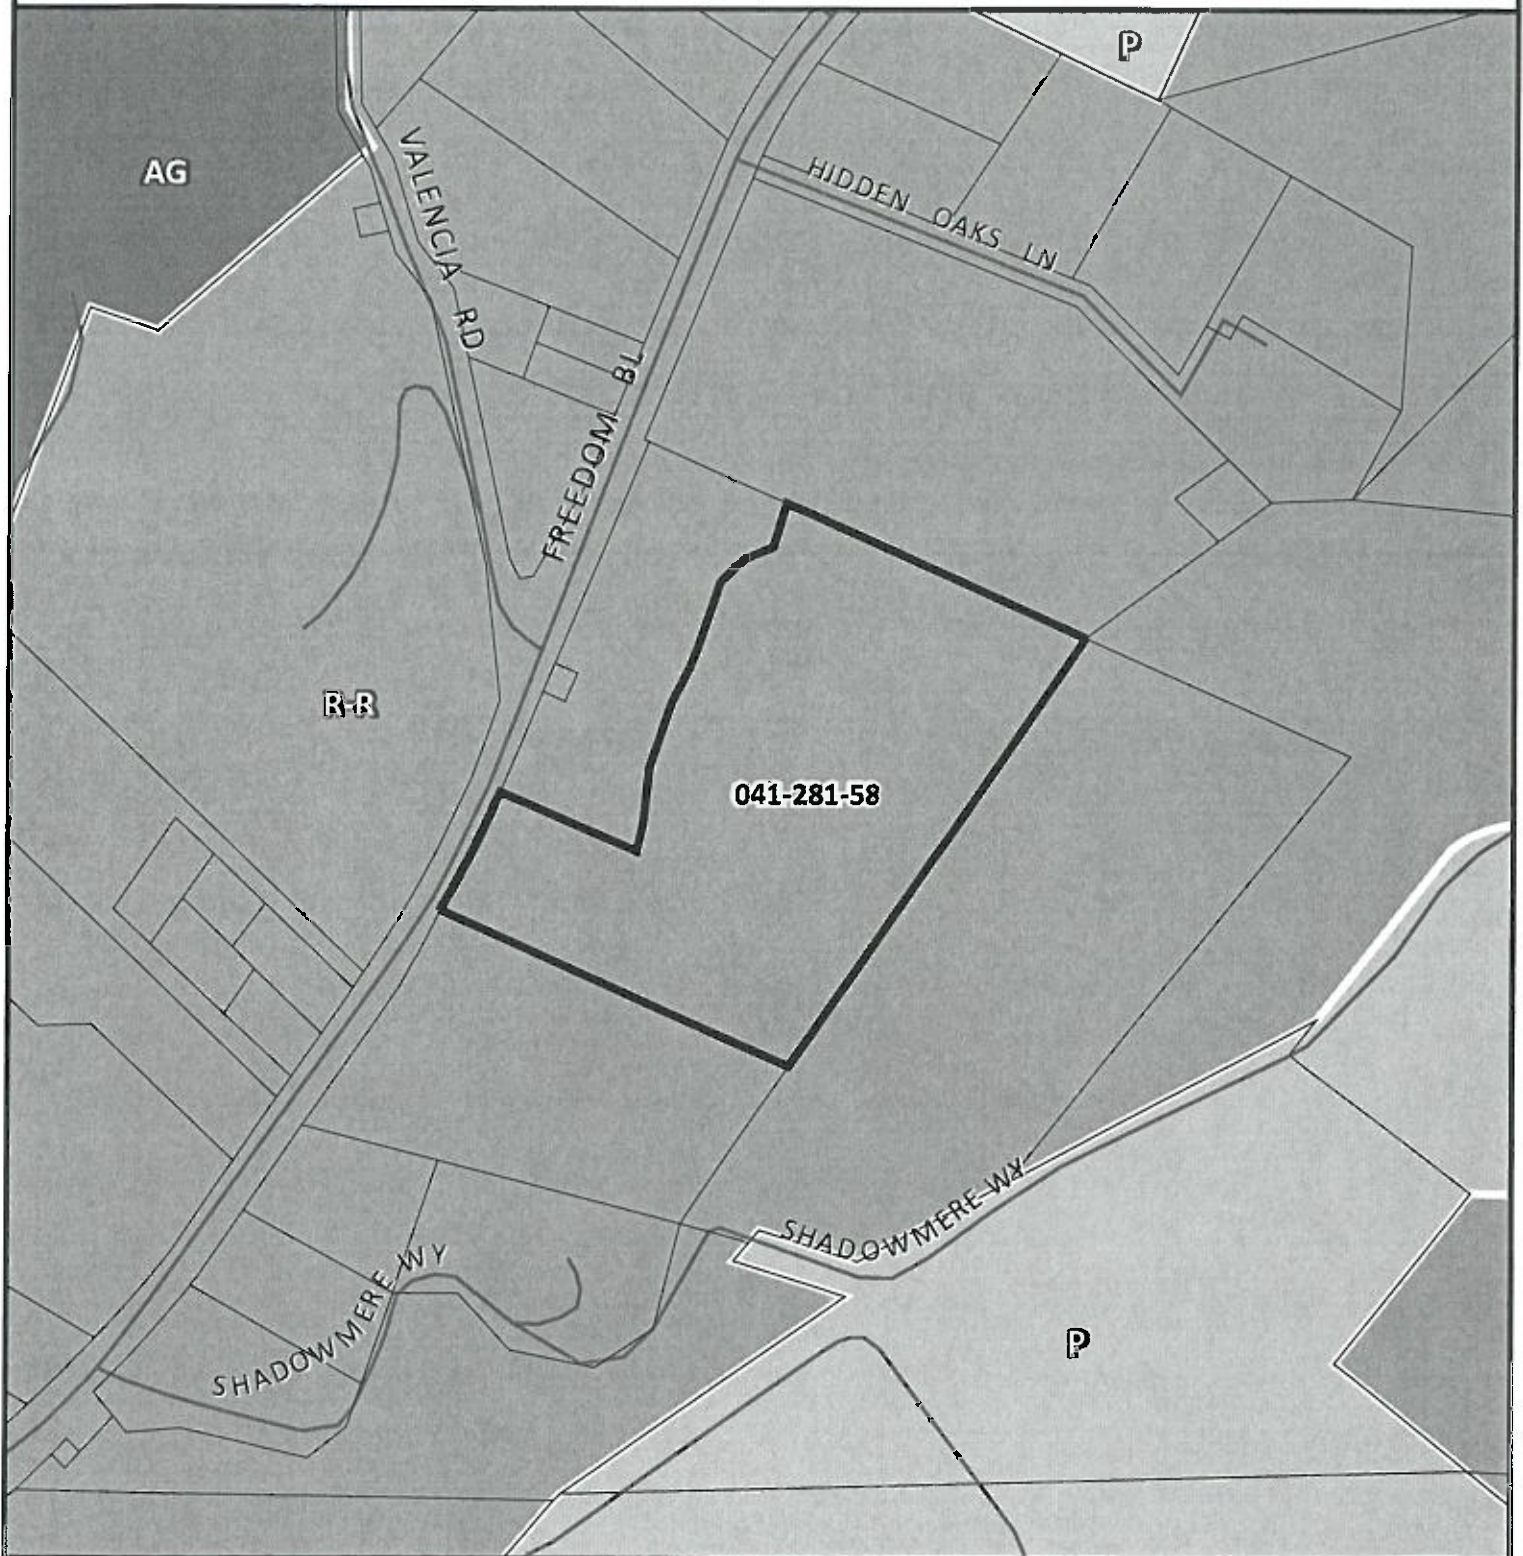 P
AG
VALENCIA RD
HIDDEN OAKS LN
FREEDOM BL
R-R
041-281-58
SHADOWMERE WY
SHADOWMERE WY
P